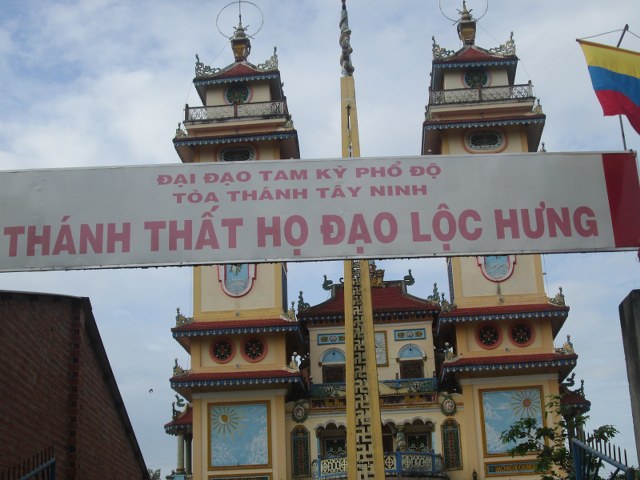 ĐẠI ĐẠO TAM KỲ PHỔ ĐỘ
TÒA THÁNH TÂY NINH
THÁNH THẤT HỌ ĐẠO LỘC HƯNG